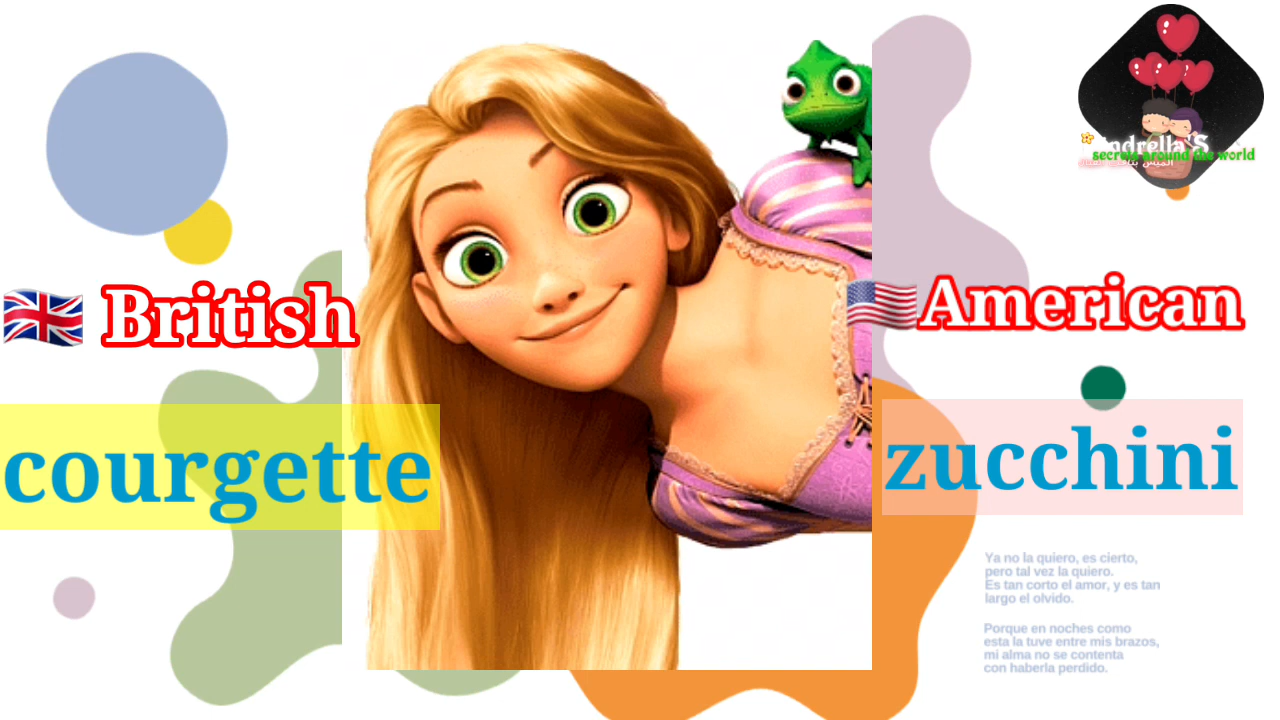 British
American
courgette
zucchini
secrets around the world
Ya no la quiero, es cierto,
pero tal vez la quiero.
Es tan corto el amor, y es tan
largo el olvido.
Porque en noches como
esta la tuve entre mis brazos,
mi alma no se contenta
con haberla perdido.